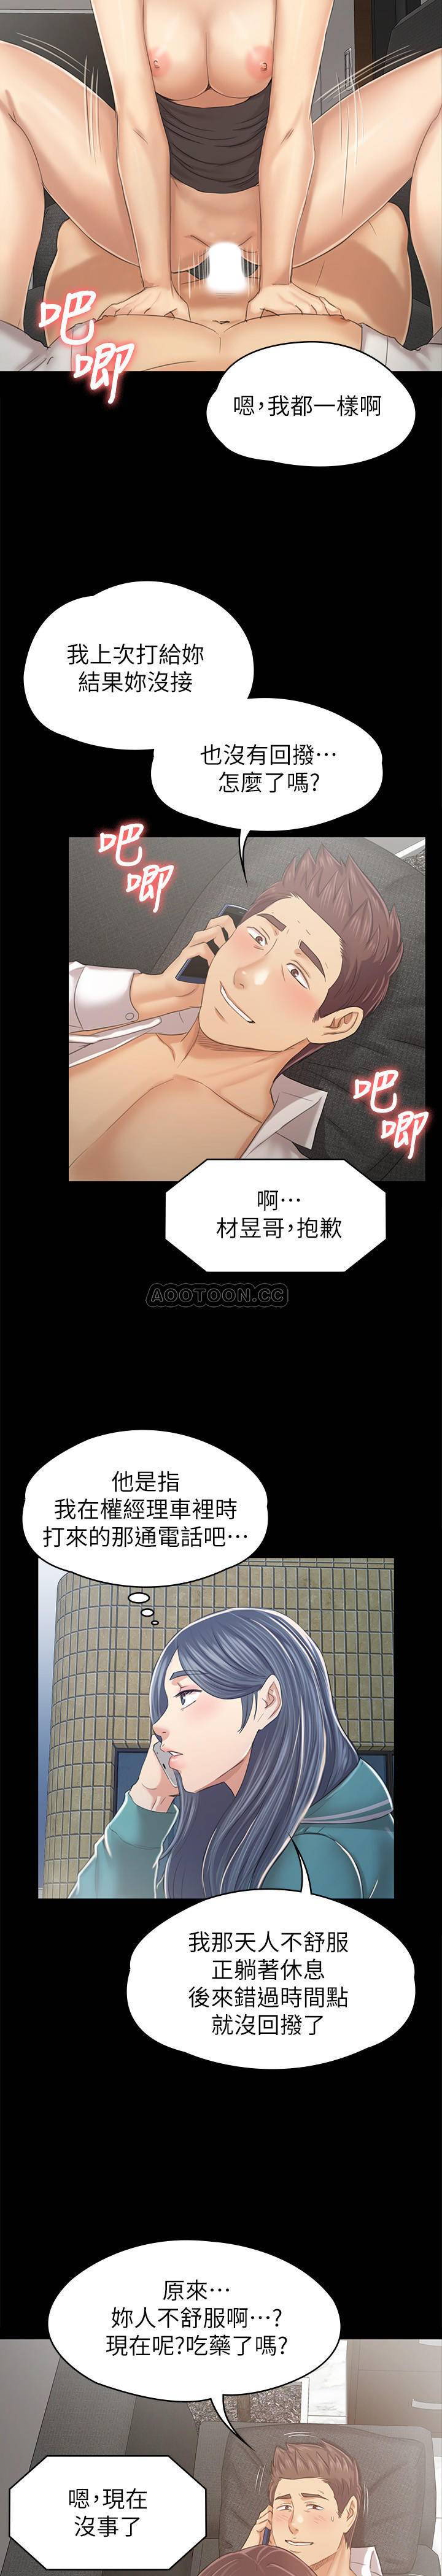 吧
唧
嗯，我都一樣啊
我上次打給妳
結果妳沒接
也沒有回撥…
怎麼了嗎?
吧
唧
吧
唧
啊…
材昱哥，抱歉
AOOTOON.CC
他是指
我在權經理車裡時
打來的那通電話吧…
我那天人不舒服
正躺著休息
後來錯過時間點
就沒回撥了
原來…
妳人不舒服啊…?
現在呢?吃藥了嗎?
嗯，現在
沒事了